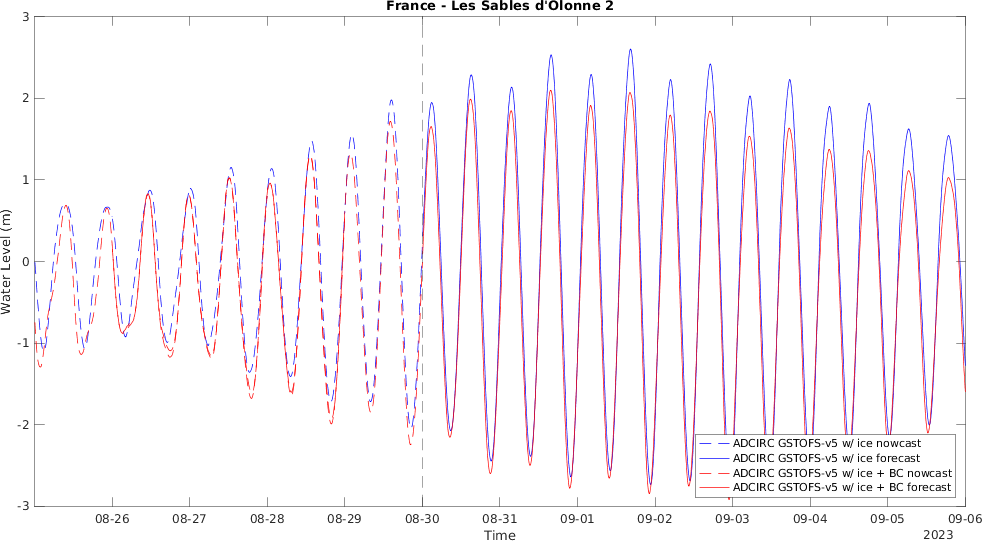 France - Les Sables d'Olonne 2
3
2
1
0
-1
-2
-3
Water Level (m)
ADCIRC GSTOFS-v5 w/ ice nowcast
ADCIRC GSTOFS-v5 w/ ice forecast
ADCIRC GSTOFS-v5 w/ ice + BC nowcast
ADCIRC GSTOFS-v5 w/ ice + BC forecast
08-26 08-27 08-28 08-29 08-30 08-31 09-01 09-02 09-03 09-04 09-05 09-06
Time
2023